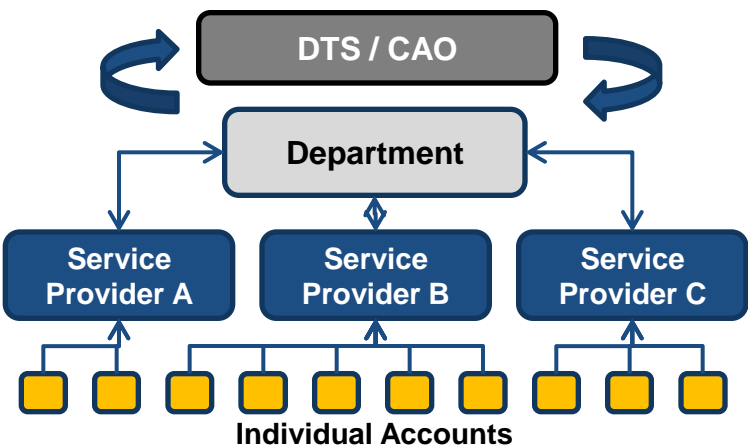 DTS / CAO
Department
Service
Provider A
Service
Provider B
Service
Provider C
Individual Accounts